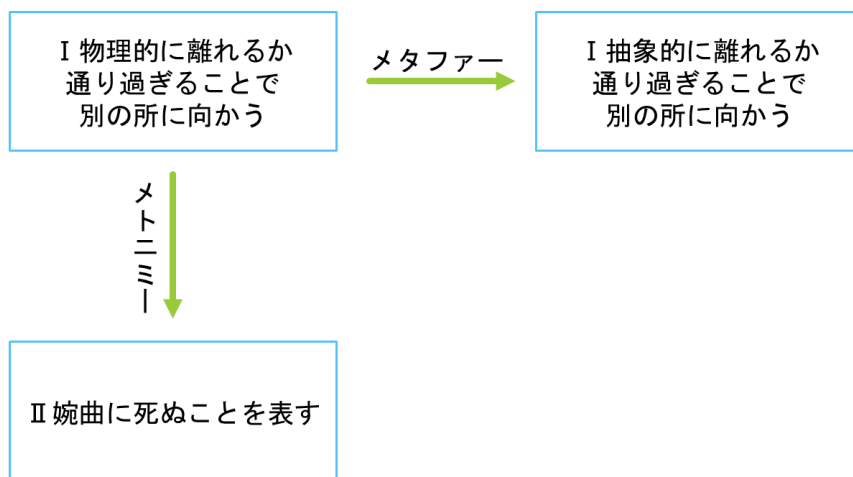 Ⅰ物理的に離れるか
通り過ぎることで
別の所に向かう
メタファー
Ⅰ抽象的に離れるか
通り過ぎることで
別の所に向かう
メトニミー
Ⅱ婉曲に死ぬことを表す